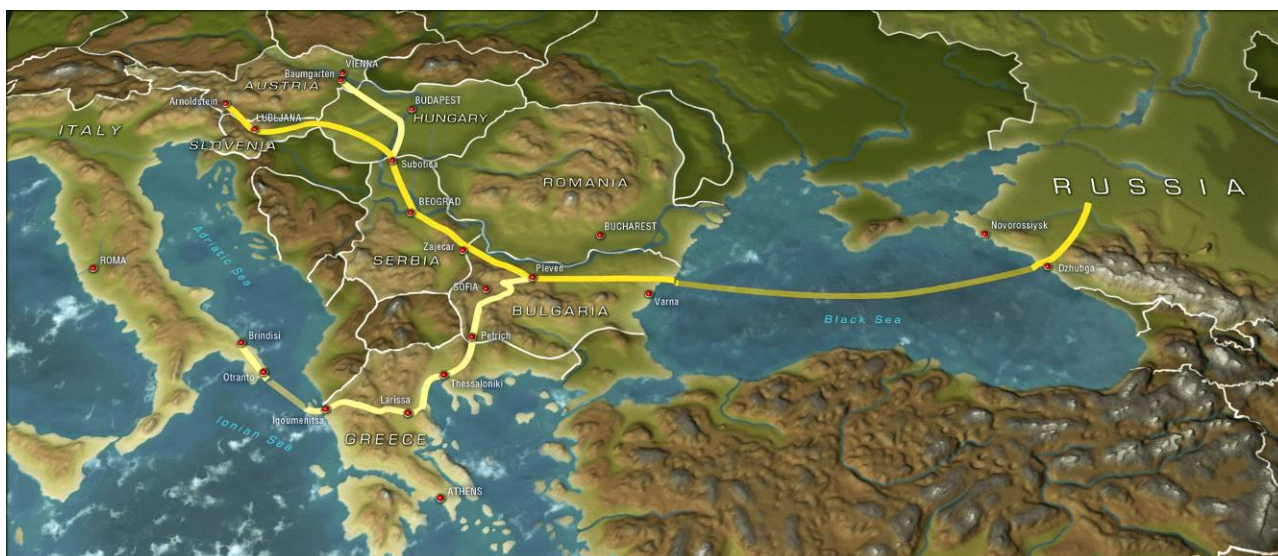 VIENNA
Baumgarten
AUSTRIA
Arnoldstein
BUDAPEST
HUNGARY
ITALY
LUBLJANA
SLOVENIA
Subotica
ROMANIA
RUSSIA
BEOGRAD
BUCHAREST
Novorossiysk
Adriatic Sea
Zajecar
SERBIA
ROMA
Pleven
Dzhubga
SOFIA
Varna
BULGARIA
Black Sea
Petrich
Brindisi
Otranto
Thessaloniki
Larissa
Igoumenitsa
Ionian Sea
GREECE
ATHENS